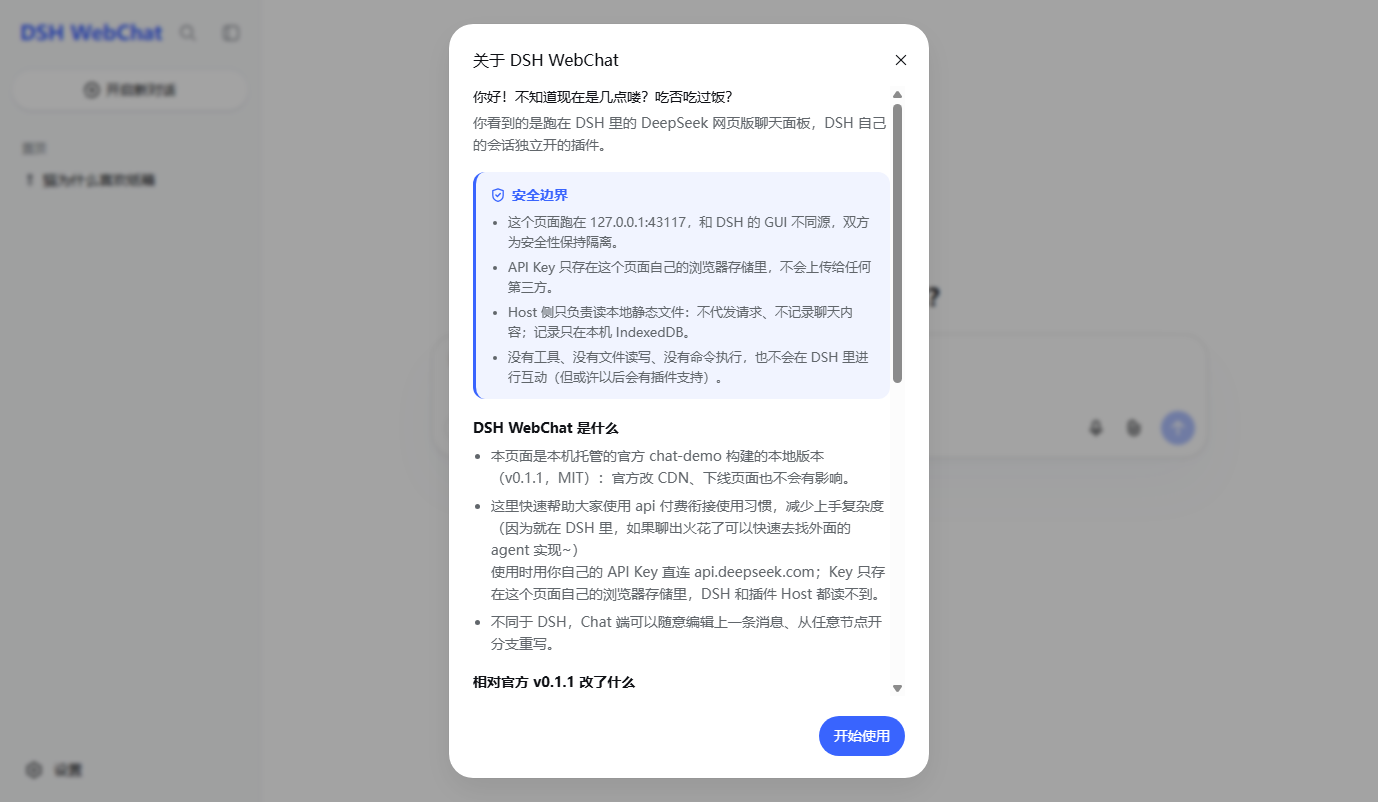 DSH WebChat
开启新对话
置顶
猫为什么喜欢纸箱
设置
?
关于 DSH WebChat
你好！不知道现在是几点喽？吃否吃过饭？
你看到的是跑在 DSH 里的 DeepSeek 网页版聊天面板，DSH 自己
的会话独立开的插件。
安全边界
• 这个页面跑在 127.0.0.1:43117，和 DSH 的 GUI 不同源，双方
为安全性保持隔离。
• API Key 只存在这个页面自己的浏览器存储里，不会上传给任何
第三方。
• Host 侧只负责读本地静态文件：不代发请求、不记录聊天内
容；记录只在本机 IndexedDB。
• 没有工具、没有文件读写、没有命令执行，也不会在 DSH 里进
行互动（但或许以后会有插件支持）。
DSH WebChat 是什么
• 本页面是本机托管的官方 chat-demo 构建的本地版本
（v0.1.1，MIT）：官方改 CDN、下线页面也不会有影响。
• 这里快速帮助大家使用 api 付费衔接使用习惯，减少上手复杂度
（因为就在 DSH 里，如果聊出火花了可以快速去找外面的
agent 实现~）
使用时用你自己的 API Key 直连 api.deepseek.com；Key 只存
在这个页面自己的浏览器存储里，DSH 和插件 Host 都读不到。
• 不同于 DSH，Chat 端可以随意编辑上一条消息、从任意节点开
分支重写。
相对官方 v0.1.1 改了什么
开始使用